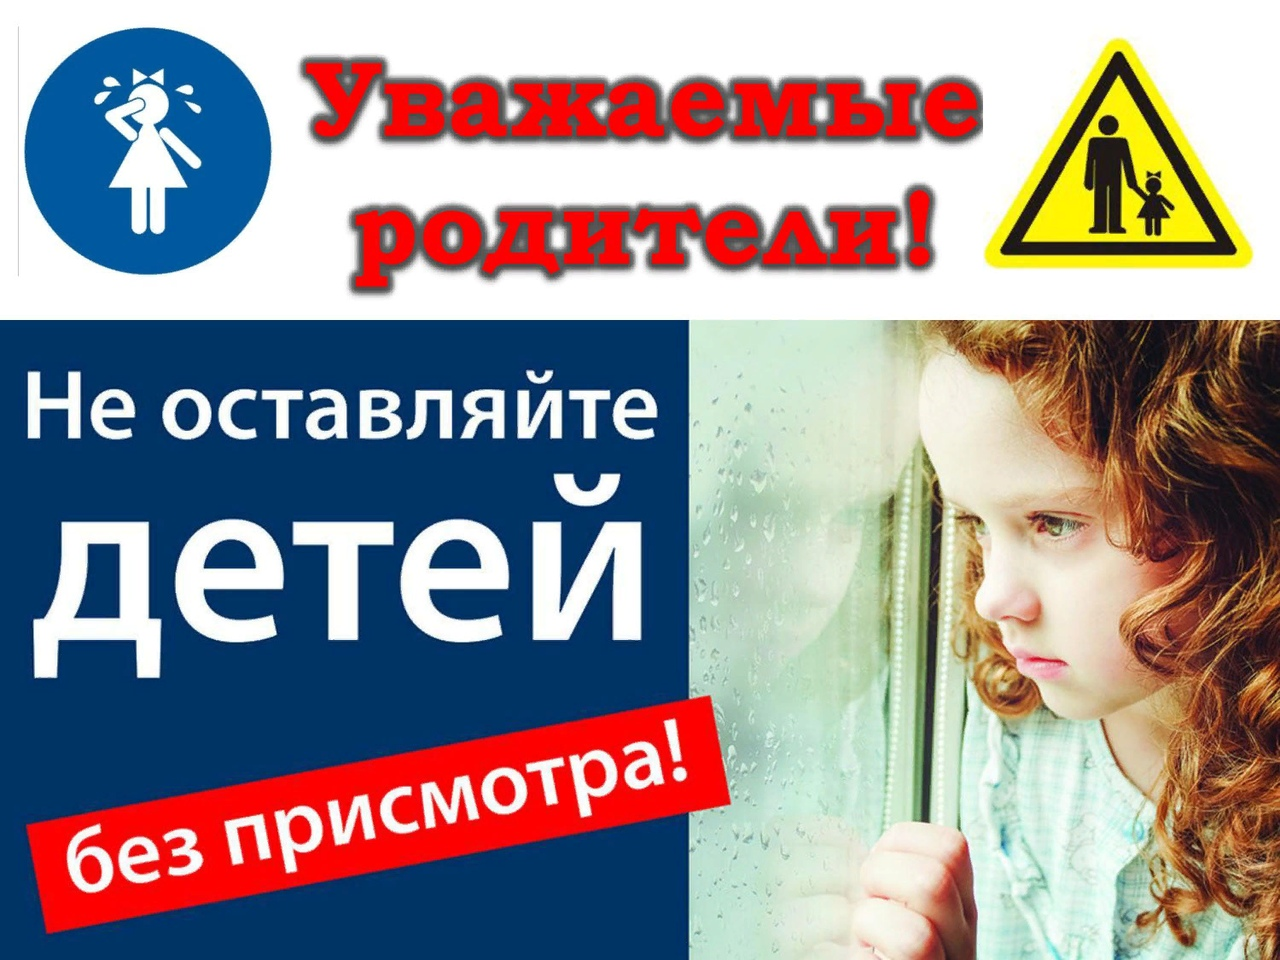 Уважаемые
родители!
Не оставляйте
детей
без присмотра!